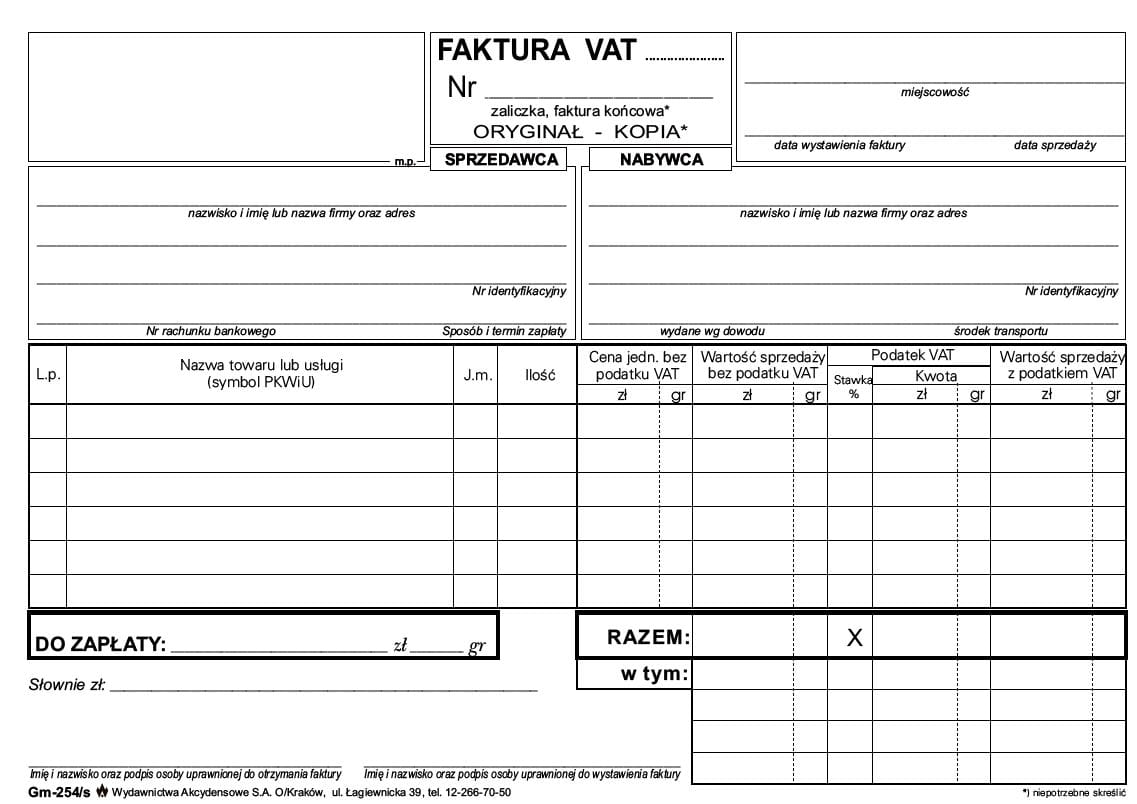 FAKTURA VAT ......................
Nr ____________________
zaliczka, faktura końcowa*
ORYGINAŁ - KOPIA*
miejscowość
data wystawienia faktury data sprzedaży
m.p.
SPRZEDAWCA NABYWCA
nazwisko i imię lub nazwa firmy oraz adres
Nr identyfikacyjny
Nr rachunku bankowego Sposób i termin zapłaty
nazwisko i imię lub nazwa firmy oraz adres
Nr identyfikacyjny
wydane wg dowodu środek transportu
L.p.
Nazwa towaru lub usługi
(symbol PKWiU)
J.m.
Ilość
Cena jedn. bez
podatku VAT
zł gr
Wartość sprzedaży
bez podatku VAT
zł gr
Podatek VAT
Stawka
%
Kwota
zł gr
Wartość sprzedaży
z podatkiem VAT
zł gr
DO ZAPŁATY: ____________________ zł ______ gr
RAZEM: X
w tym:
Słownie zł: ____________________
Imię i nazwisko oraz podpis osoby uprawnionej do otrzymania faktury
Imię i nazwisko oraz podpis osoby uprawnionej do wystawienia faktury
Gm-254/s Wydawnictwa Akcydensowe S.A. O/Kraków, ul. Łagiewnicka 39, tel. 12-266-70-50
*) niepotrzebne skreślić